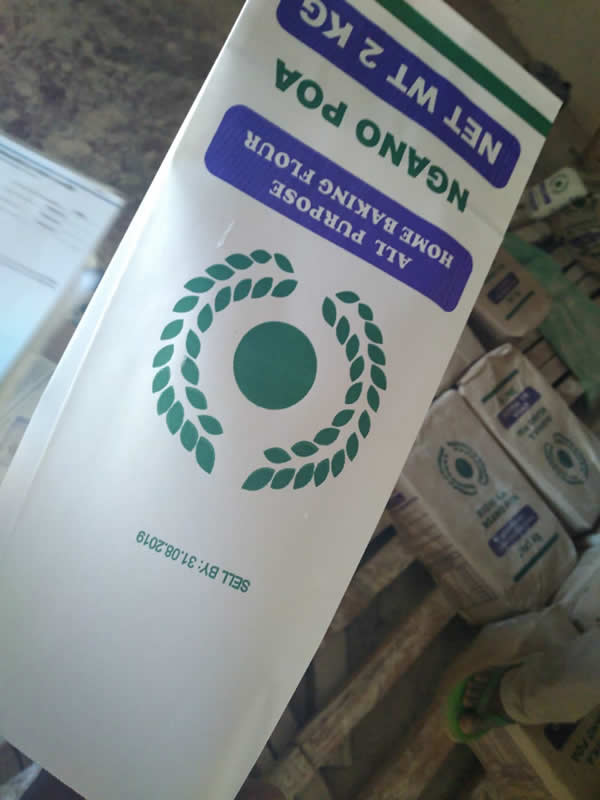 NET WT 2 KG
NGANO POA
ALL PURPOSE
HOME BAKING FLOUR
SELL BY: 31.08.2019